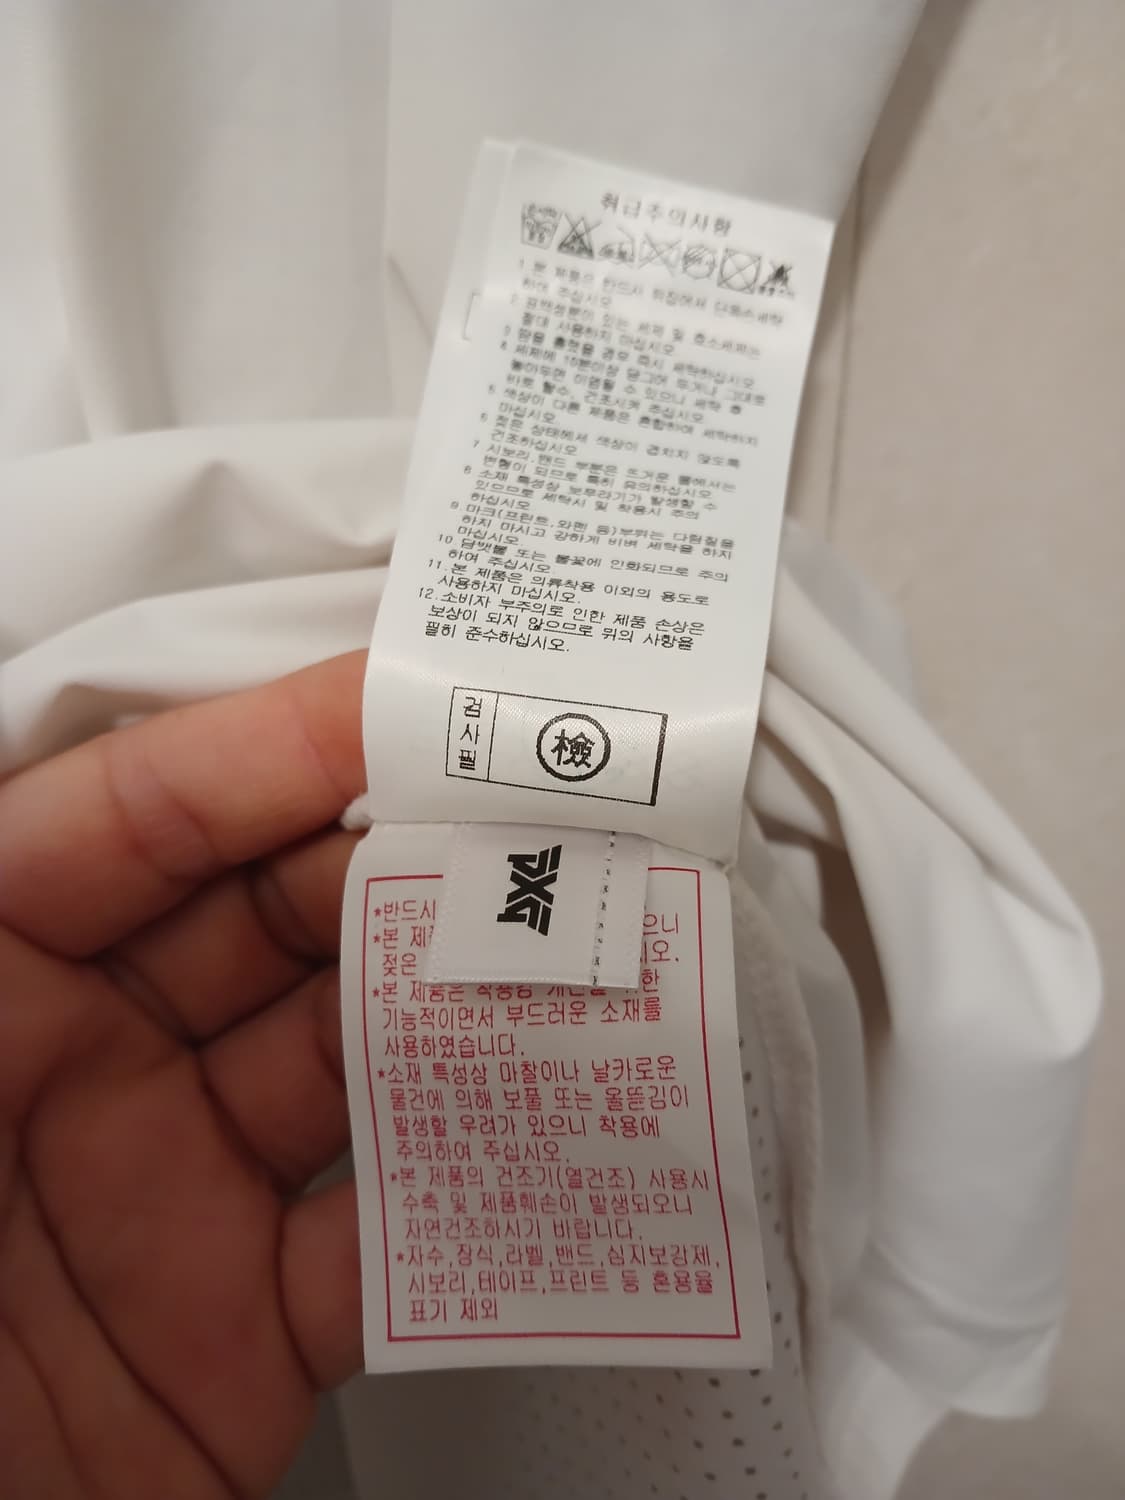 취급주의사항
1.본 제품은 반드시 뒤집어서 단독손세탁
하여 주십시오
2.표백성분이 있는 세제 및 효소세제는
절대 사용하지 마십시오
3 땀을 흘렸을 경우 즉시 세탁하십시오
4 세제에 10분이상 담그어 두거나 그대로
놓아두면 이염될 수 있으니 세탁 후
바로 탈수, 건조시켜 주십시오.
5 색상이 다른 제품은 혼합하여 세탁하지
마십시오
6 젖은 상태에서 색상이 겹치지 않도록
건조하십시오
7 시보리,밴드 부분은 뜨거운 물에서는
변형이 되므로 특히 유의하십시오.
8 소재 특성상 보푸라기가 발생할 수
있으므로 세탁시 및 착용시 주의
하십시오
9 마크(프린트,와펜 등)부위는 다림질을
하지 마시고 강하게 비벼 세탁을 하지
마십시오.
10.담뱃불 또는 불꽃에 인화되므로 주의
하여 주십시오.
11.본 제품은 의류착용 이외의 용도로
사용하지 마십시오.
12.소비자 부주의로 인한 제품 손상은
보상이 되지 않으므로 위의 사항을
필히 준수하십시오.
검사필
檢
PXG
*반드시 으니
*본 제
젖은 시오.
*본 제품은 착용감 한
기능적이면서 부드러운 소재를
사용하였습니다.
*소재 특성상 마찰이나 날카로운
물건에 의해 보풀 또는 올뜯김이
발생할 우려가 있으니 착용에
주의하여 주십시오.
*본 제품의 건조기(열건조) 사용시
수축 및 제품훼손이 발생되오니
자연건조하시기 바랍니다.
*자수,장식,라벨,밴드,심지보강제,
시보리,테이프,프린트 등 혼용율
표기 제외